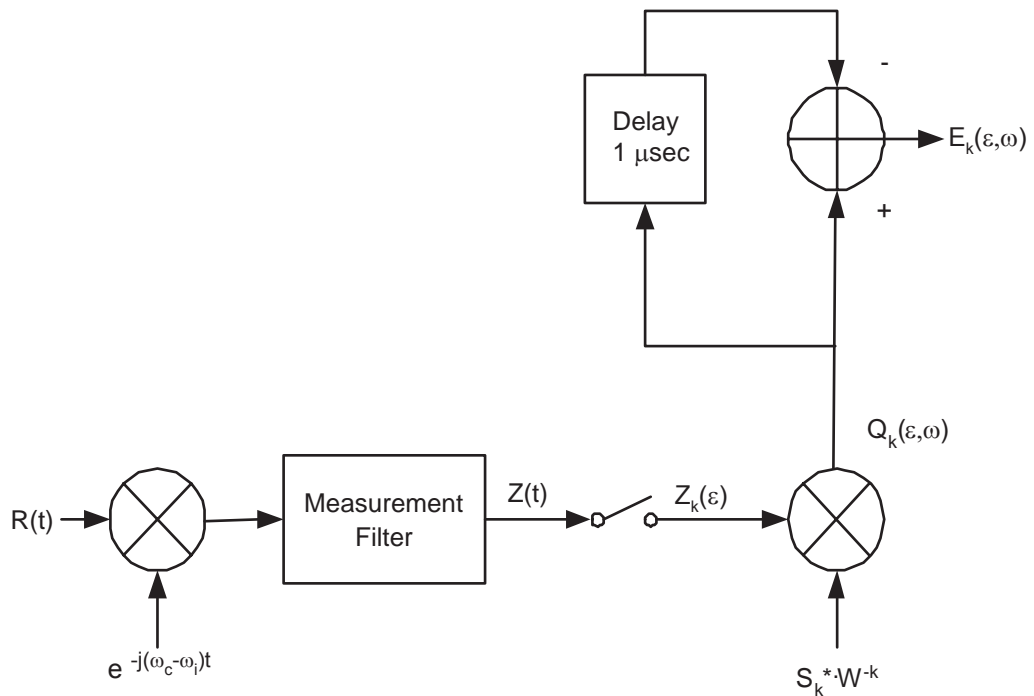 -
Delay
1 μsec
E_k(ε,ω)
+
Q_k(ε,ω)
R(t)
Measurement
Filter
Z(t)
Z_k(ε)
e^-j(ω_c-ω_i)t
S_k*·W^-k